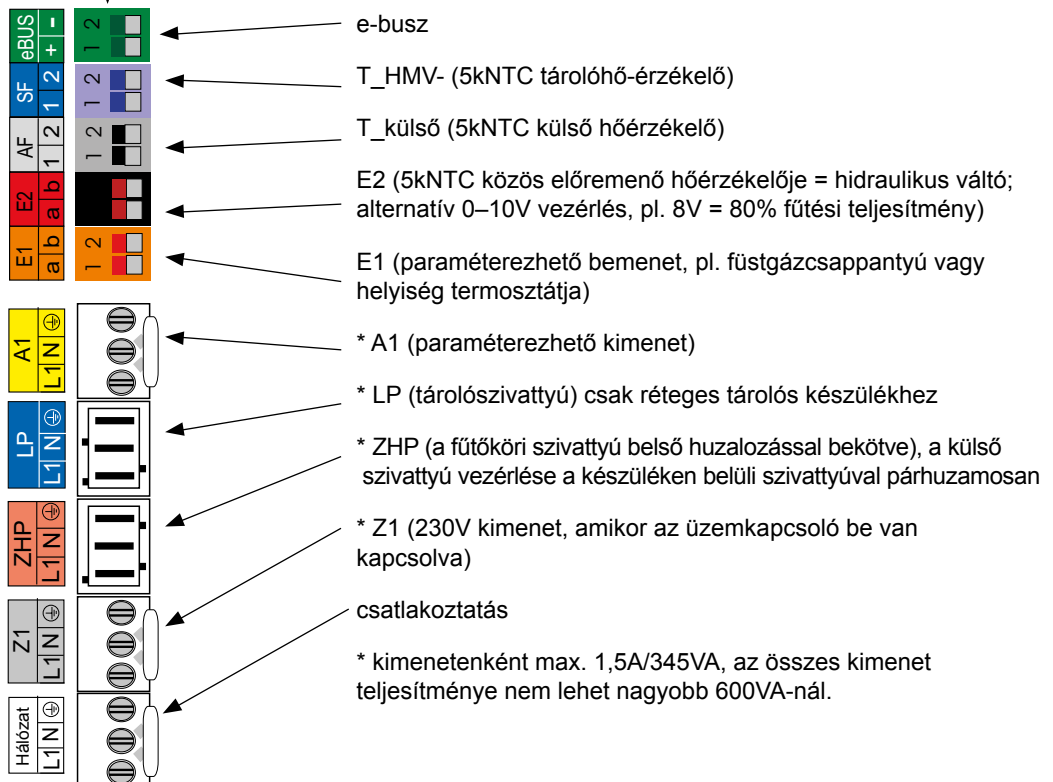 eBUS + - 1 2
e-busz
SF 1 2 1 2
T_HMV- (5kNTC tárolóhő-érzékelő)
AF 1 2 1 2
T_külső (5kNTC külső hőérzékelő)
E2 a b
E2 (5kNTC közös előremenő hőérzékelője = hidraulikus váltó;
alternatív 0–10V vezérlés, pl. 8V = 80% fűtési teljesítmény)
E1 a b 1 2
E1 (paraméterezhető bemenet, pl. füstgázcsappantyú vagy
helyiség termosztátja)
A1 L1 N
* A1 (paraméterezhető kimenet)
LP L1 N
* LP (tárolószivattyú) csak réteges tárolós készülékhez
ZHP L1 N
* ZHP (a fűtőköri szivattyú belső huzalozással bekötve), a külső
szivattyú vezérlése a készüléken belüli szivattyúval párhuzamosan
Z1 L1 N
* Z1 (230V kimenet, amikor az üzemkapcsoló be van
kapcsolva)
Hálózat L1 N
csatlakoztatás
* kimenetenként max. 1,5A/345VA, az összes kimenet
teljesítménye nem lehet nagyobb 600VA-nál.